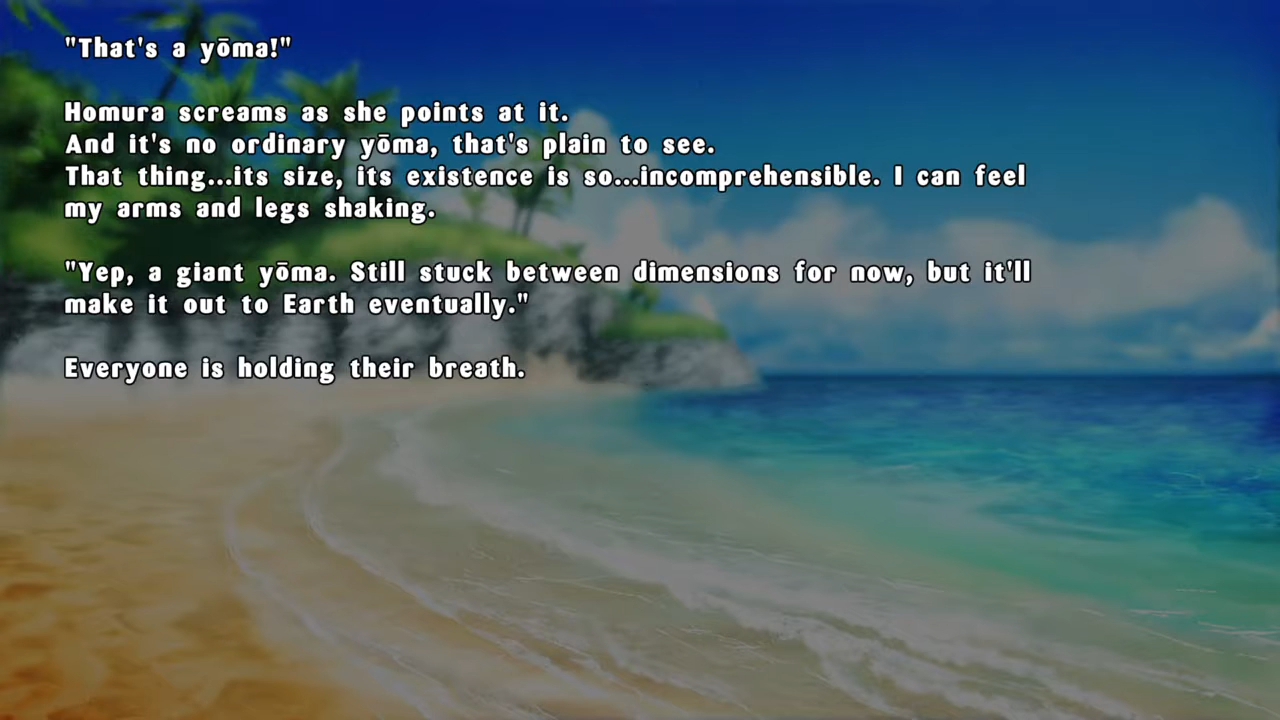 "That's a yōma!"
Homura screams as she points at it.
And it's no ordinary yōma, that's plain to see.
That thing...its size, its existence is so...incomprehensible. I can feel
my arms and legs shaking.
"Yep, a giant yōma. Still stuck between dimensions for now, but it'll
make it out to Earth eventually."
Everyone is holding their breath.